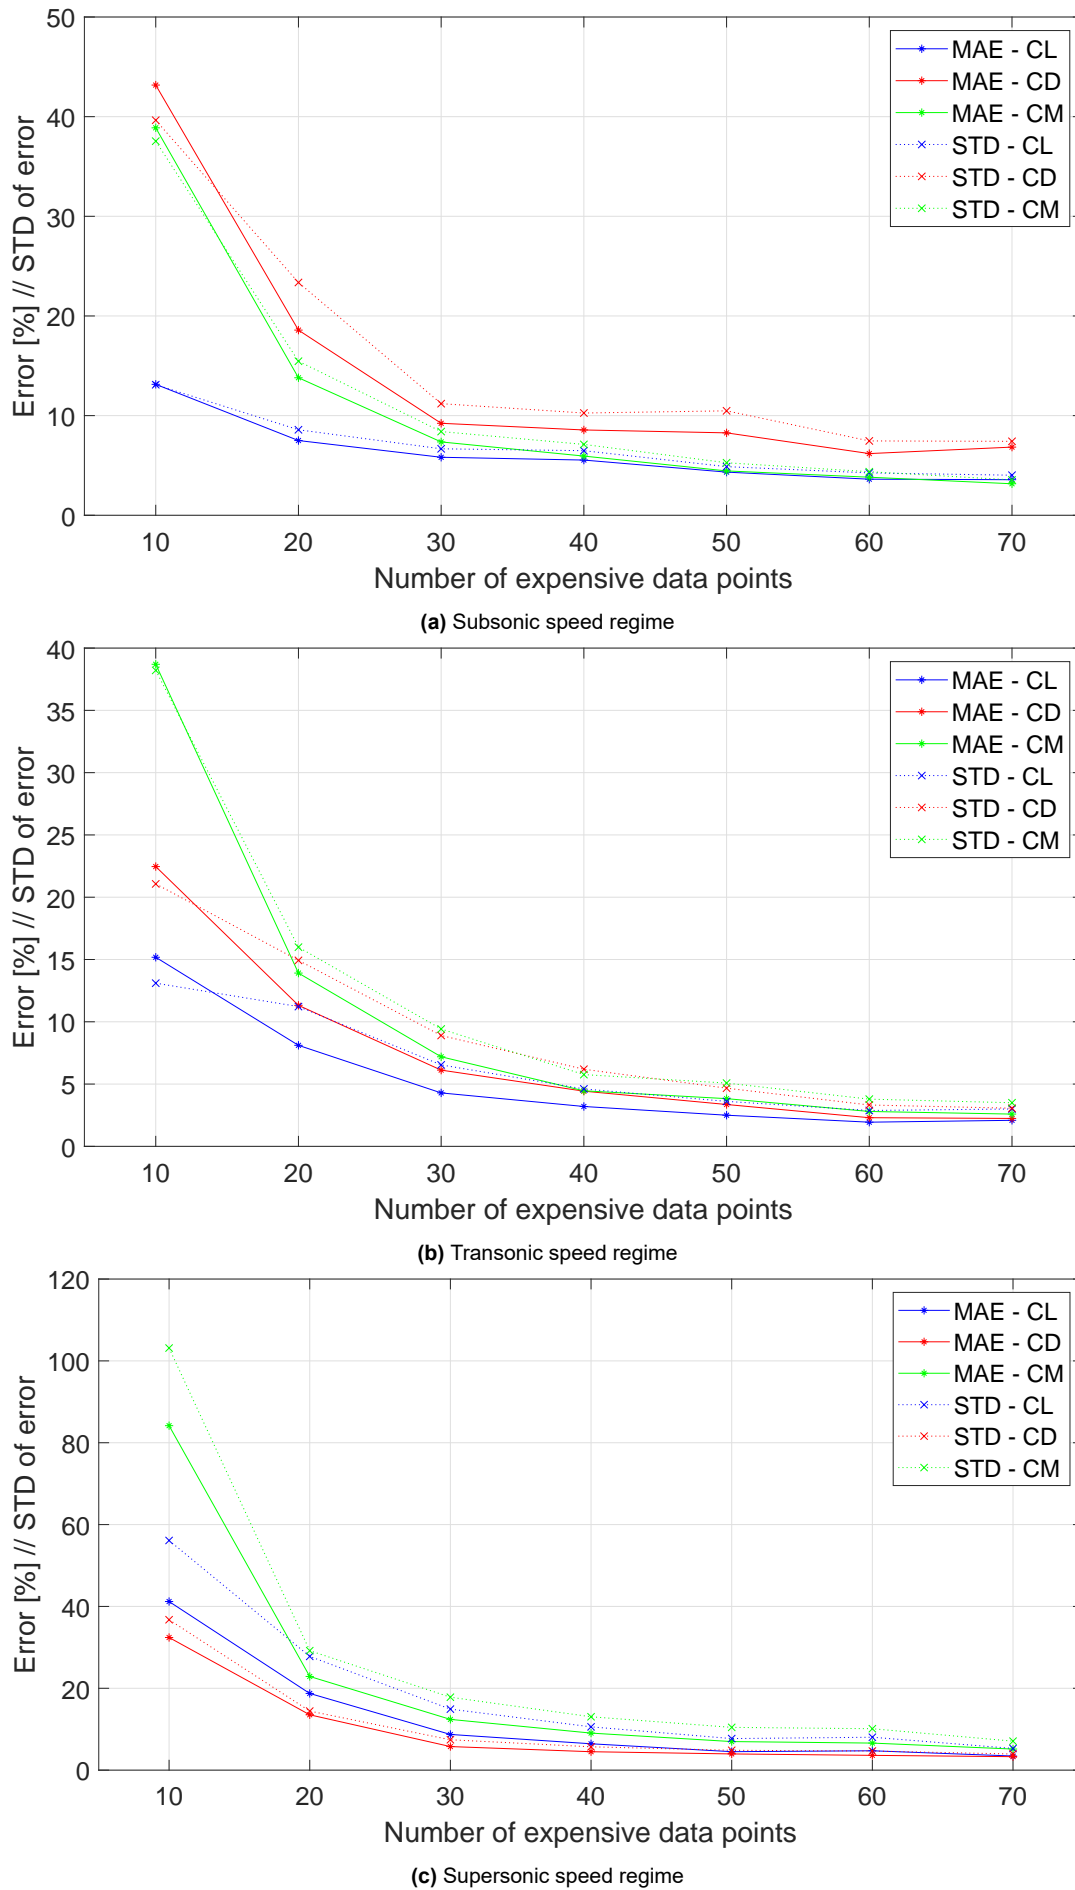 50
40
30
20
10
0
Error [%] // STD of error
MAE - CL
MAE - CD
MAE - CM
STD - CL
STD - CD
STD - CM
10 20 30 40 50 60 70
Number of expensive data points
(a) Subsonic speed regime
40
35
30
25
20
15
10
5
0
Error [%] // STD of error
MAE - CL
MAE - CD
MAE - CM
STD - CL
STD - CD
STD - CM
10 20 30 40 50 60 70
Number of expensive data points
(b) Transonic speed regime
120
100
80
60
40
20
0
Error [%] // STD of error
MAE - CL
MAE - CD
MAE - CM
STD - CL
STD - CD
STD - CM
10 20 30 40 50 60 70
Number of expensive data points
(c) Supersonic speed regime